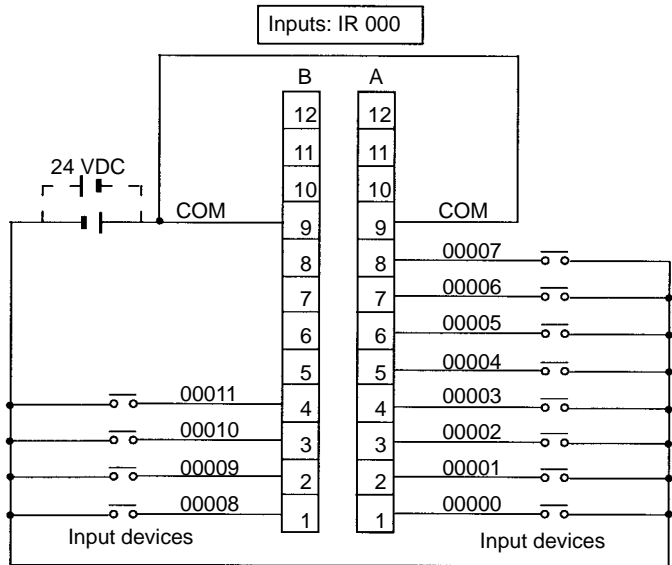 Inputs: IR 000
B A
12 12
11 11
24 VDC
10 10
COM 9 9 COM
8 8 00007
7 7 00006
6 6 00005
5 5 00004
00011 4 4 00003
00010 3 3 00002
00009 2 2 00001
00008 1 1 00000
Input devices Input devices